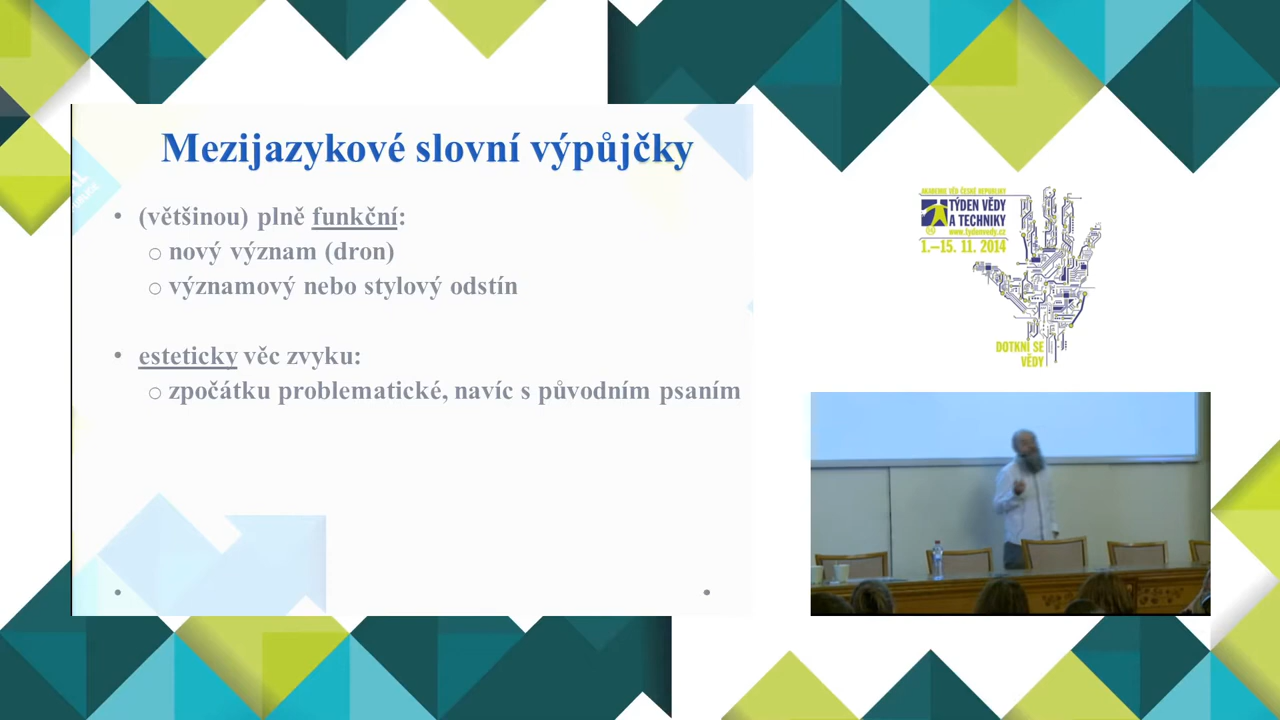 Mezijazykové slovní výpůjčky
• (většinou) plně funkční:
○ nový význam (dron)
○ významový nebo stylový odstín
• esteticky věc zvyku:
○ zpočátku problematické, navíc s původním psaním
AKADEMIE VĚD ČESKÉ REPUBLIKY
TÝDEN VĚDY
A TECHNIKY
www.tydenvedy.cz
1.–15. 11. 2014
DOTKNI SE
VĚDY